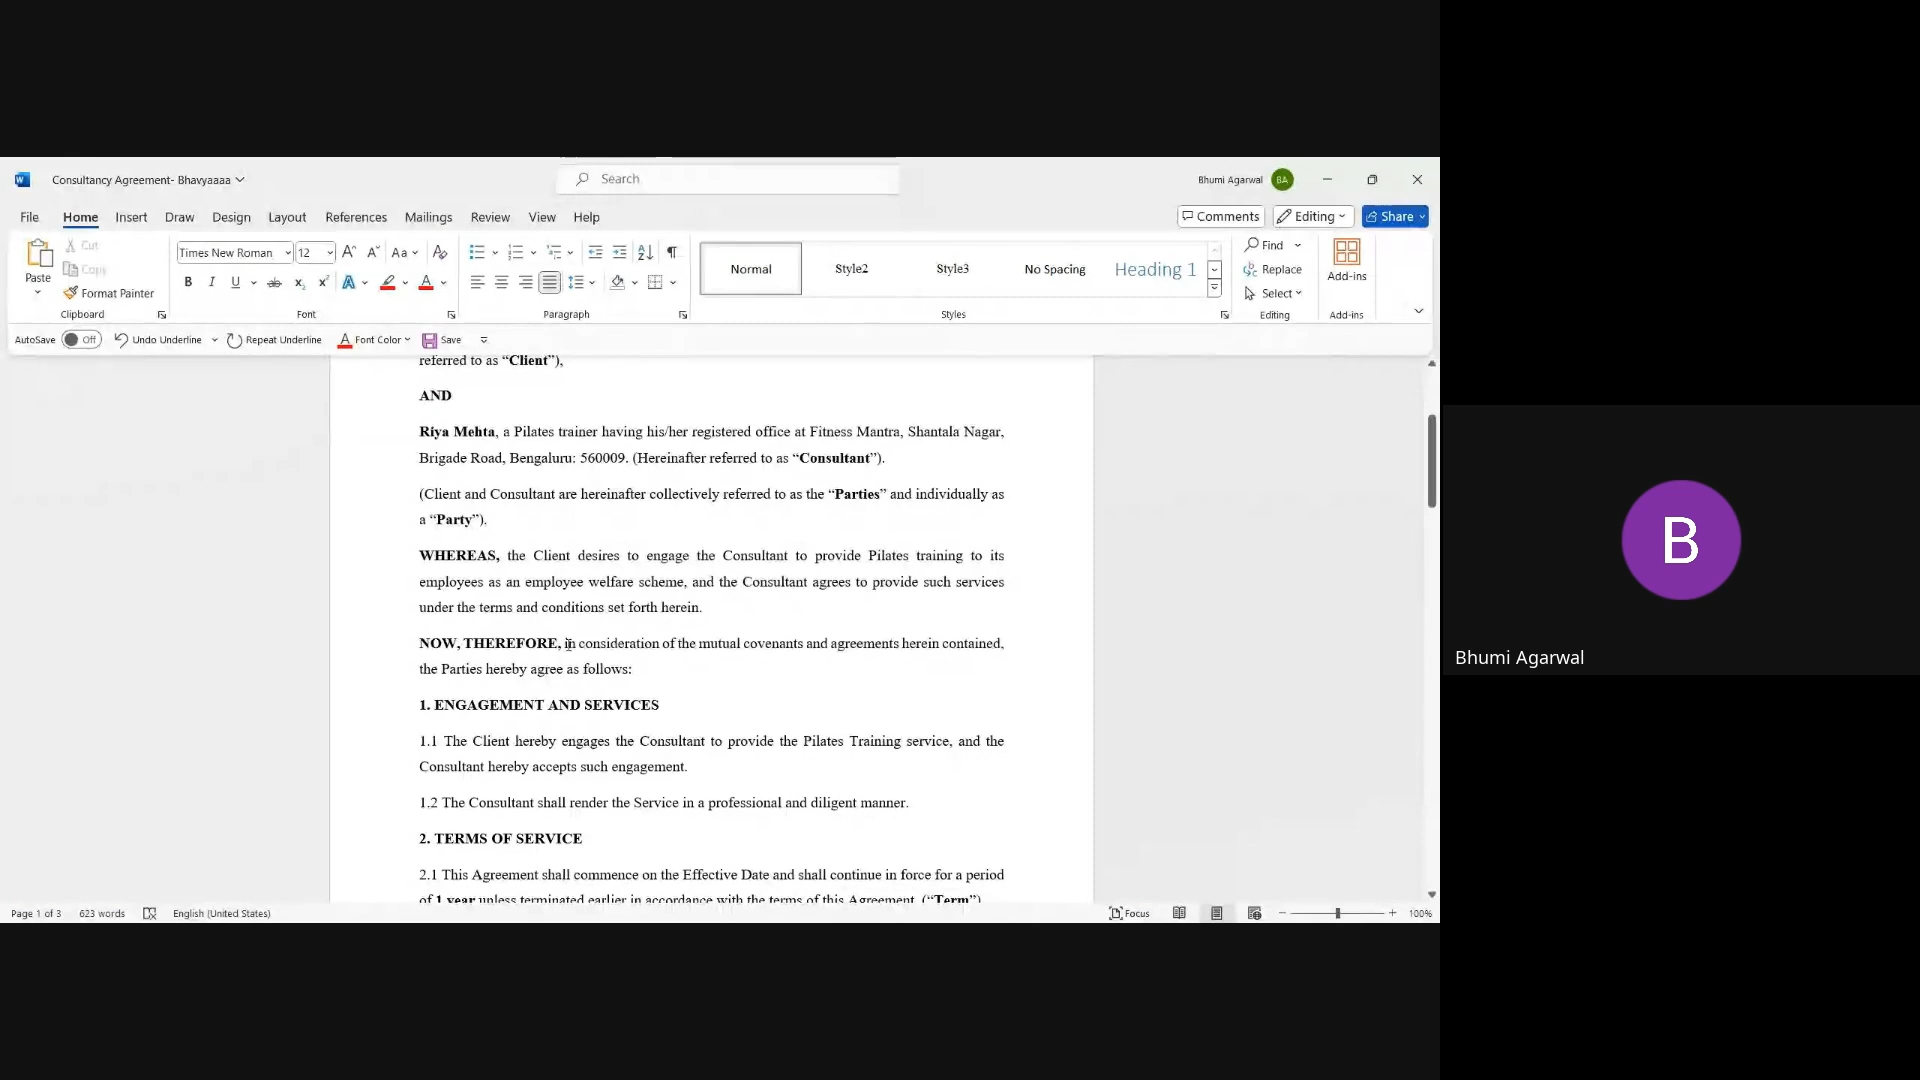 Consultancy Agreement- Bhavyaaaa
Search
Bhumi Agarwal BA
File Home Insert Draw Design Layout References Mailings Review View Help
Comments Editing Share
Paste
Cut
Copy
Format Painter
Clipboard
Times New Roman 12
Font
Paragraph
Normal Style2 Style3 No Spacing Heading 1
Styles
Find
Replace
Select
Editing
Add-ins
Add-ins
AutoSave Off Undo Underline Repeat Underline Font Color Save
referred to as “Client”),
AND
Riya Mehta, a Pilates trainer having his/her registered office at Fitness Mantra, Shantala Nagar,
Brigade Road, Bengaluru: 560009. (Hereinafter referred to as “Consultant”).
(Client and Consultant are hereinafter collectively referred to as the “Parties” and individually as
a “Party”).
WHEREAS, the Client desires to engage the Consultant to provide Pilates training to its
employees as an employee welfare scheme, and the Consultant agrees to provide such services
under the terms and conditions set forth herein.
NOW, THEREFORE, in consideration of the mutual covenants and agreements herein contained,
the Parties hereby agree as follows:
1. ENGAGEMENT AND SERVICES
1.1 The Client hereby engages the Consultant to provide the Pilates Training service, and the
Consultant hereby accepts such engagement.
1.2 The Consultant shall render the Service in a professional and diligent manner.
2. TERMS OF SERVICE
2.1 This Agreement shall commence on the Effective Date and shall continue in force for a period
of 1 year unless terminated earlier in accordance with the terms of this Agreement. (“Term”)
Page 1 of 3 623 words English (United States)
Focus 100%
B
Bhumi Agarwal